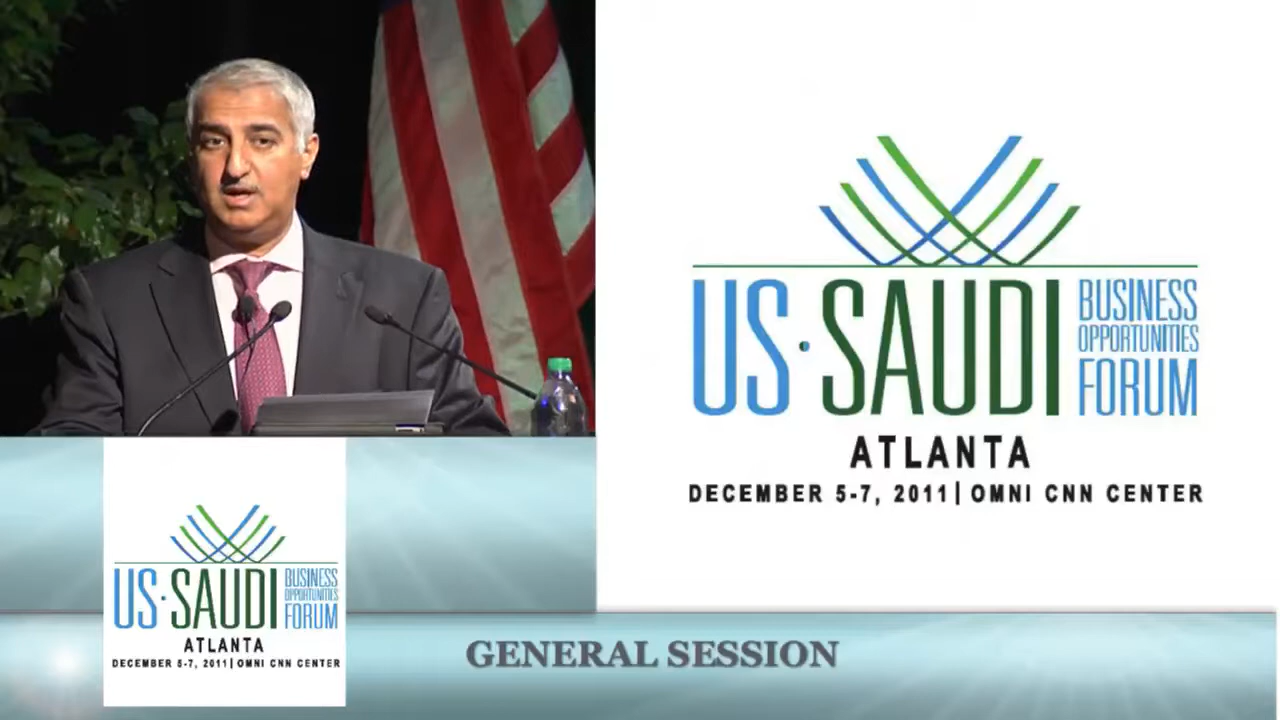 US·SAUDI
BUSINESS
OPPORTUNITIES
FORUM
ATLANTA
DECEMBER 5-7, 2011| OMNI CNN CENTER
US·SAUDI
BUSINESS
OPPORTUNITIES
FORUM
ATLANTA
DECEMBER 5-7, 2011| OMNI CNN CENTER
GENERAL SESSION